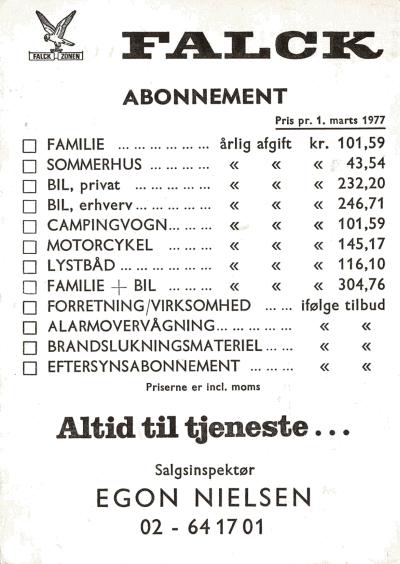 FALCK ZONEN
FALCK
ABONNEMENT
Pris pr. 1. marts 1977
FAMILIE ... ... ... ... ... ... årlig afgift kr. 101,59
SOMMERHUS ... ... ... ... « « « 43,54
BIL, privat ... ... ... ... ... « « « 232,20
BIL, erhverv... ... ... ... ... « « « 246,71
CAMPINGVOGN... ... ... « « « 101,59
MOTORCYKEL ... ... ... ... « « « 145,17
LYSTBÅD ... ... ... ... ... ... « « « 116,10
FAMILIE + BIL ... ... ... ... « « « 304,76
FORRETNING/VIRKSOMHED ... ... ifølge tilbud
ALARMOVERVÅGNING... ... ... ... ... « «
BRANDSLUKNINGSMATERIEL ... ... « «
EFTERSYNSABONNEMENT ... ... ... « «
Priserne er incl. moms
Altid til tjeneste...
Salgsinspektør
EGON NIELSEN
02 - 64 17 01